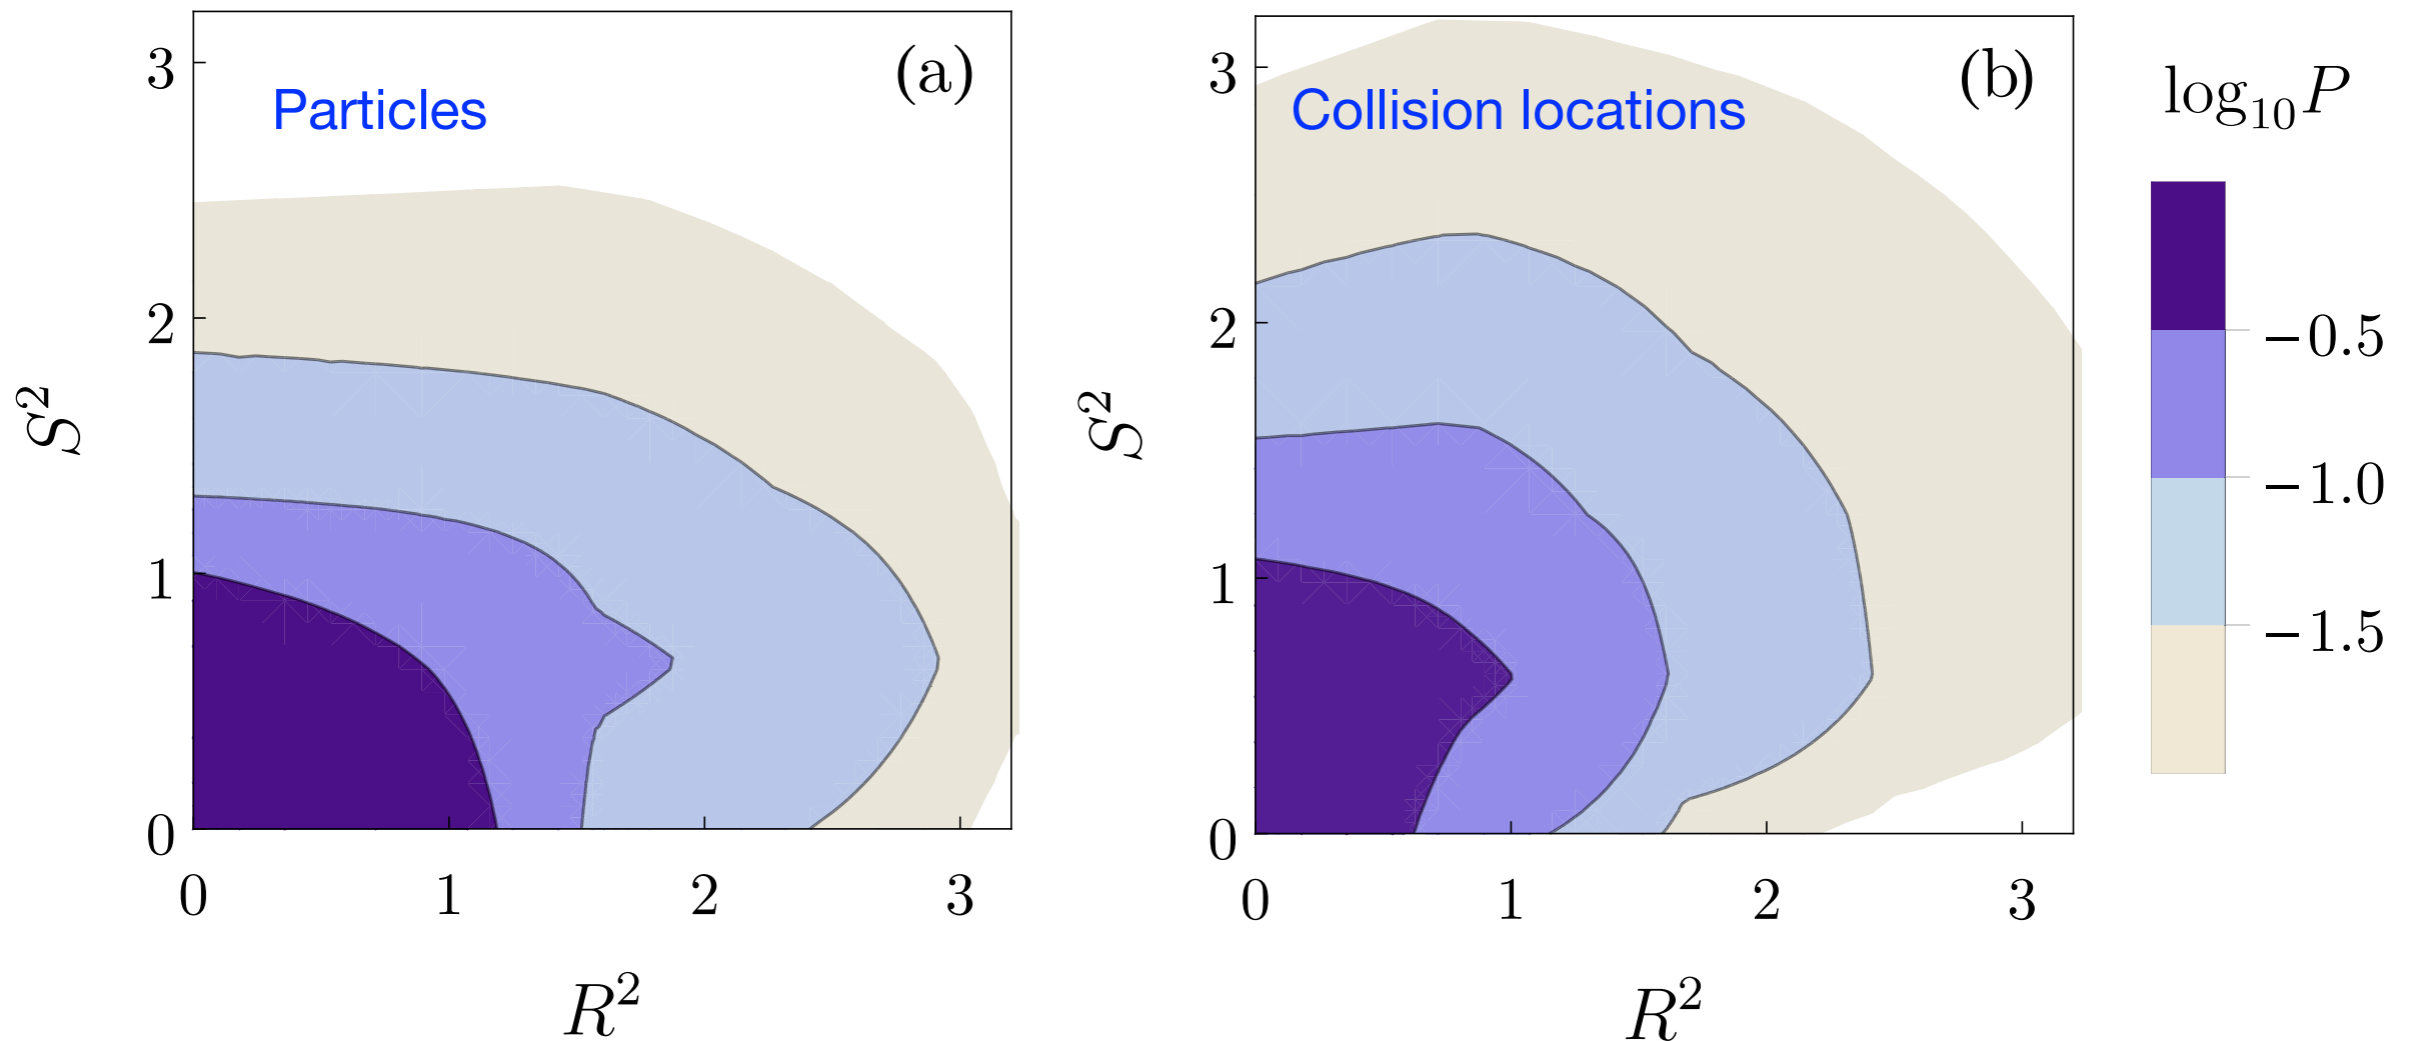 (a)
Particles
3
2
1
0
S²
0 1 2 3
R²
(b)
Collision locations
3
2
1
0
S²
0 1 2 3
R²
log₁₀P
−0.5
−1.0
−1.5